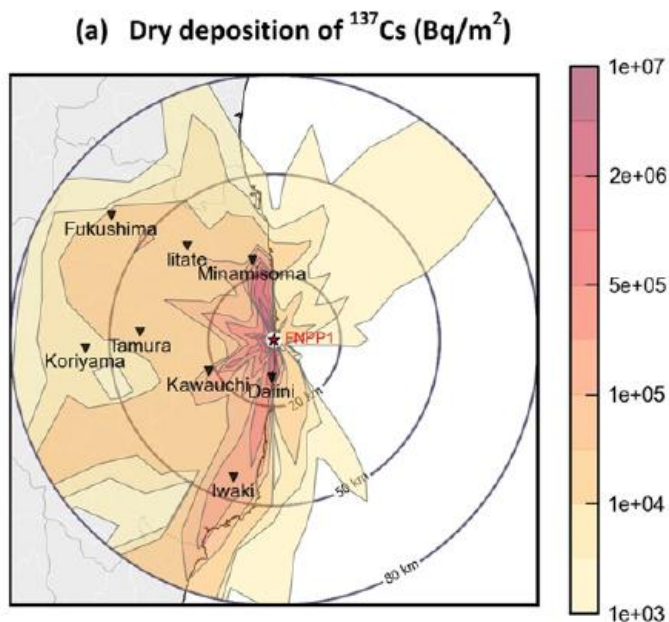 (a) Dry deposition of ¹³⁷Cs (Bq/m²)
1e+07
2e+06
5e+05
1e+05
1e+04
1e+03
Fukushima
Iitate
Minamisoma
FNPP1
Tamura
Koriyama
Kawauchi
Daiini
20 km
Iwaki
50 km
80 km